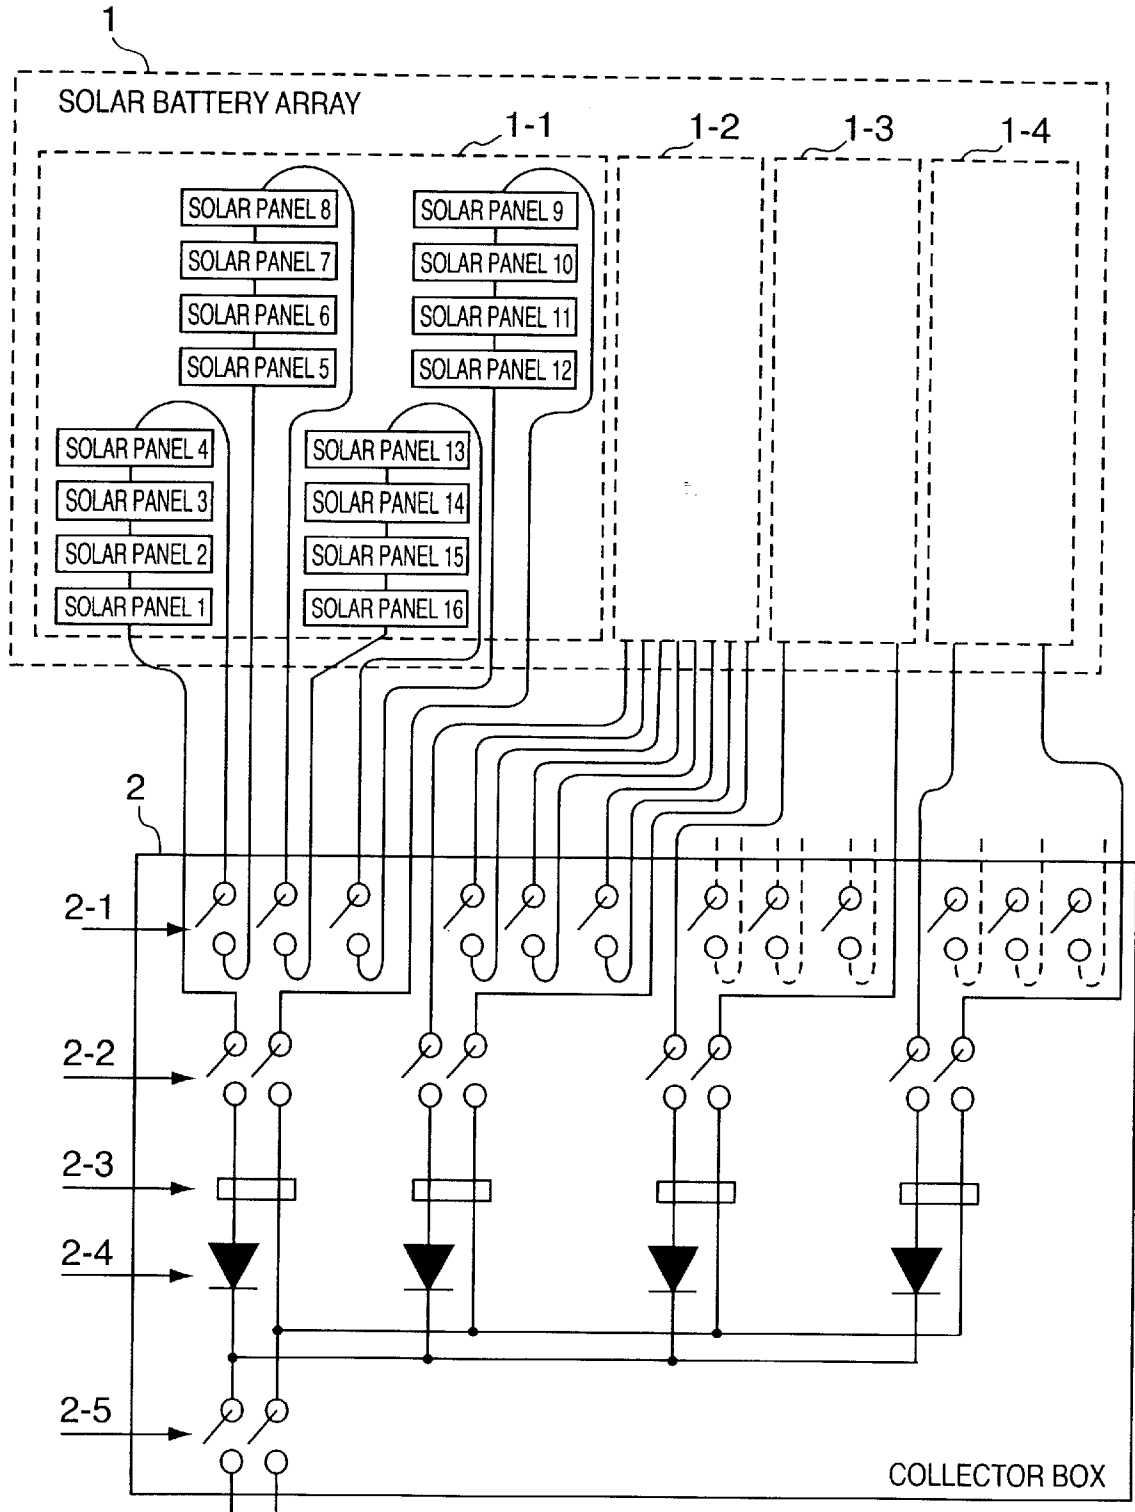 1
SOLAR BATTERY ARRAY
1-1
1-2
1-3
1-4
SOLAR PANEL 8
SOLAR PANEL 7
SOLAR PANEL 6
SOLAR PANEL 5
SOLAR PANEL 9
SOLAR PANEL 10
SOLAR PANEL 11
SOLAR PANEL 12
SOLAR PANEL 4
SOLAR PANEL 3
SOLAR PANEL 2
SOLAR PANEL 1
SOLAR PANEL 13
SOLAR PANEL 14
SOLAR PANEL 15
SOLAR PANEL 16
2
2-1
2-2
2-3
2-4
2-5
COLLECTOR BOX